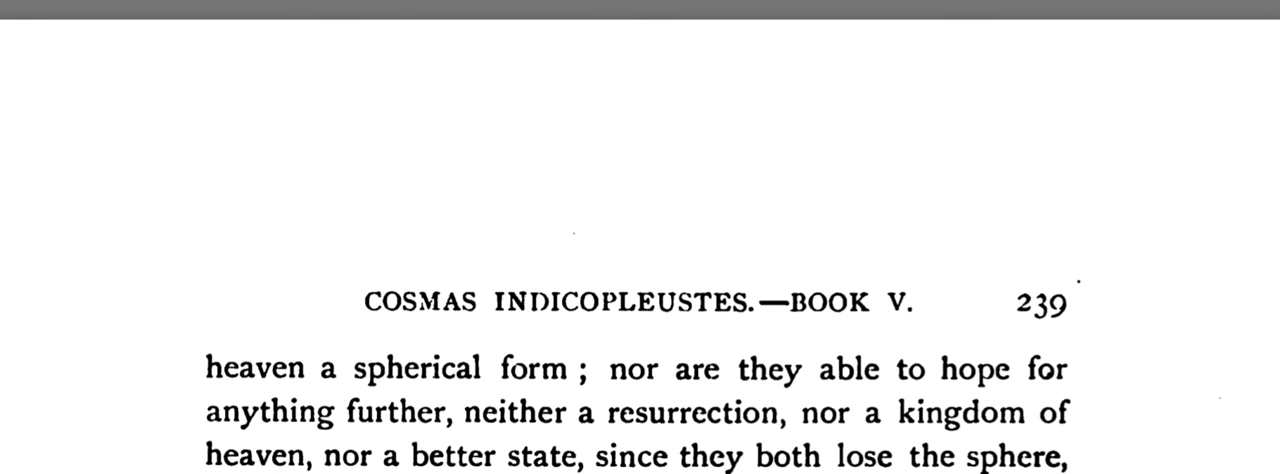 COSMAS INDICOPLEUSTES.—BOOK V. 239
heaven a spherical form ; nor are they able to hope for
anything further, neither a resurrection, nor a kingdom of
heaven, nor a better state, since they both lose the sphere,